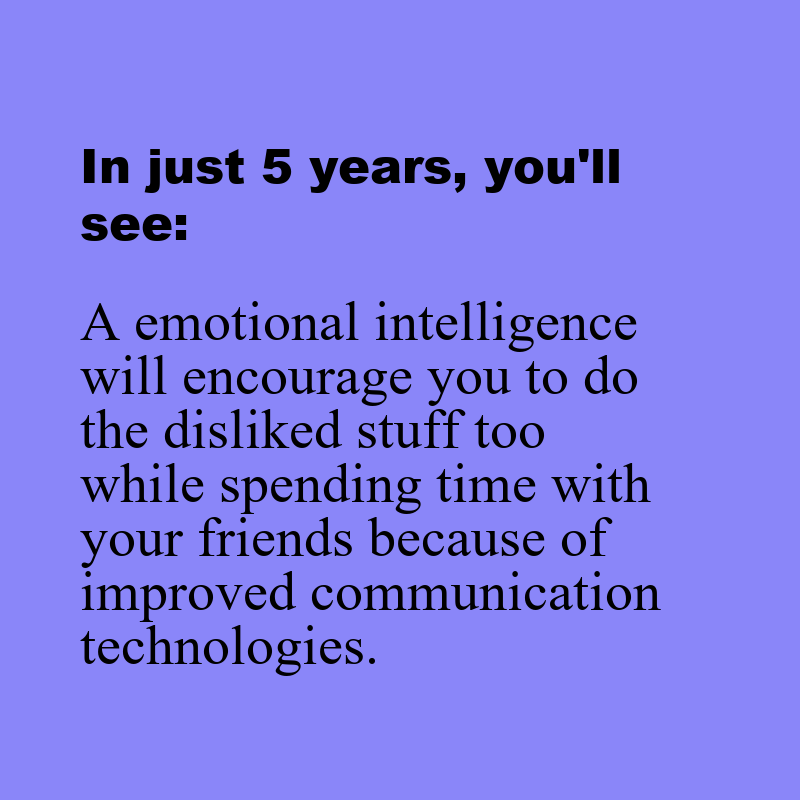 In just 5 years, you'll
see:
A emotional intelligence
will encourage you to do
the disliked stuff too
while spending time with
your friends because of
improved communication
technologies.